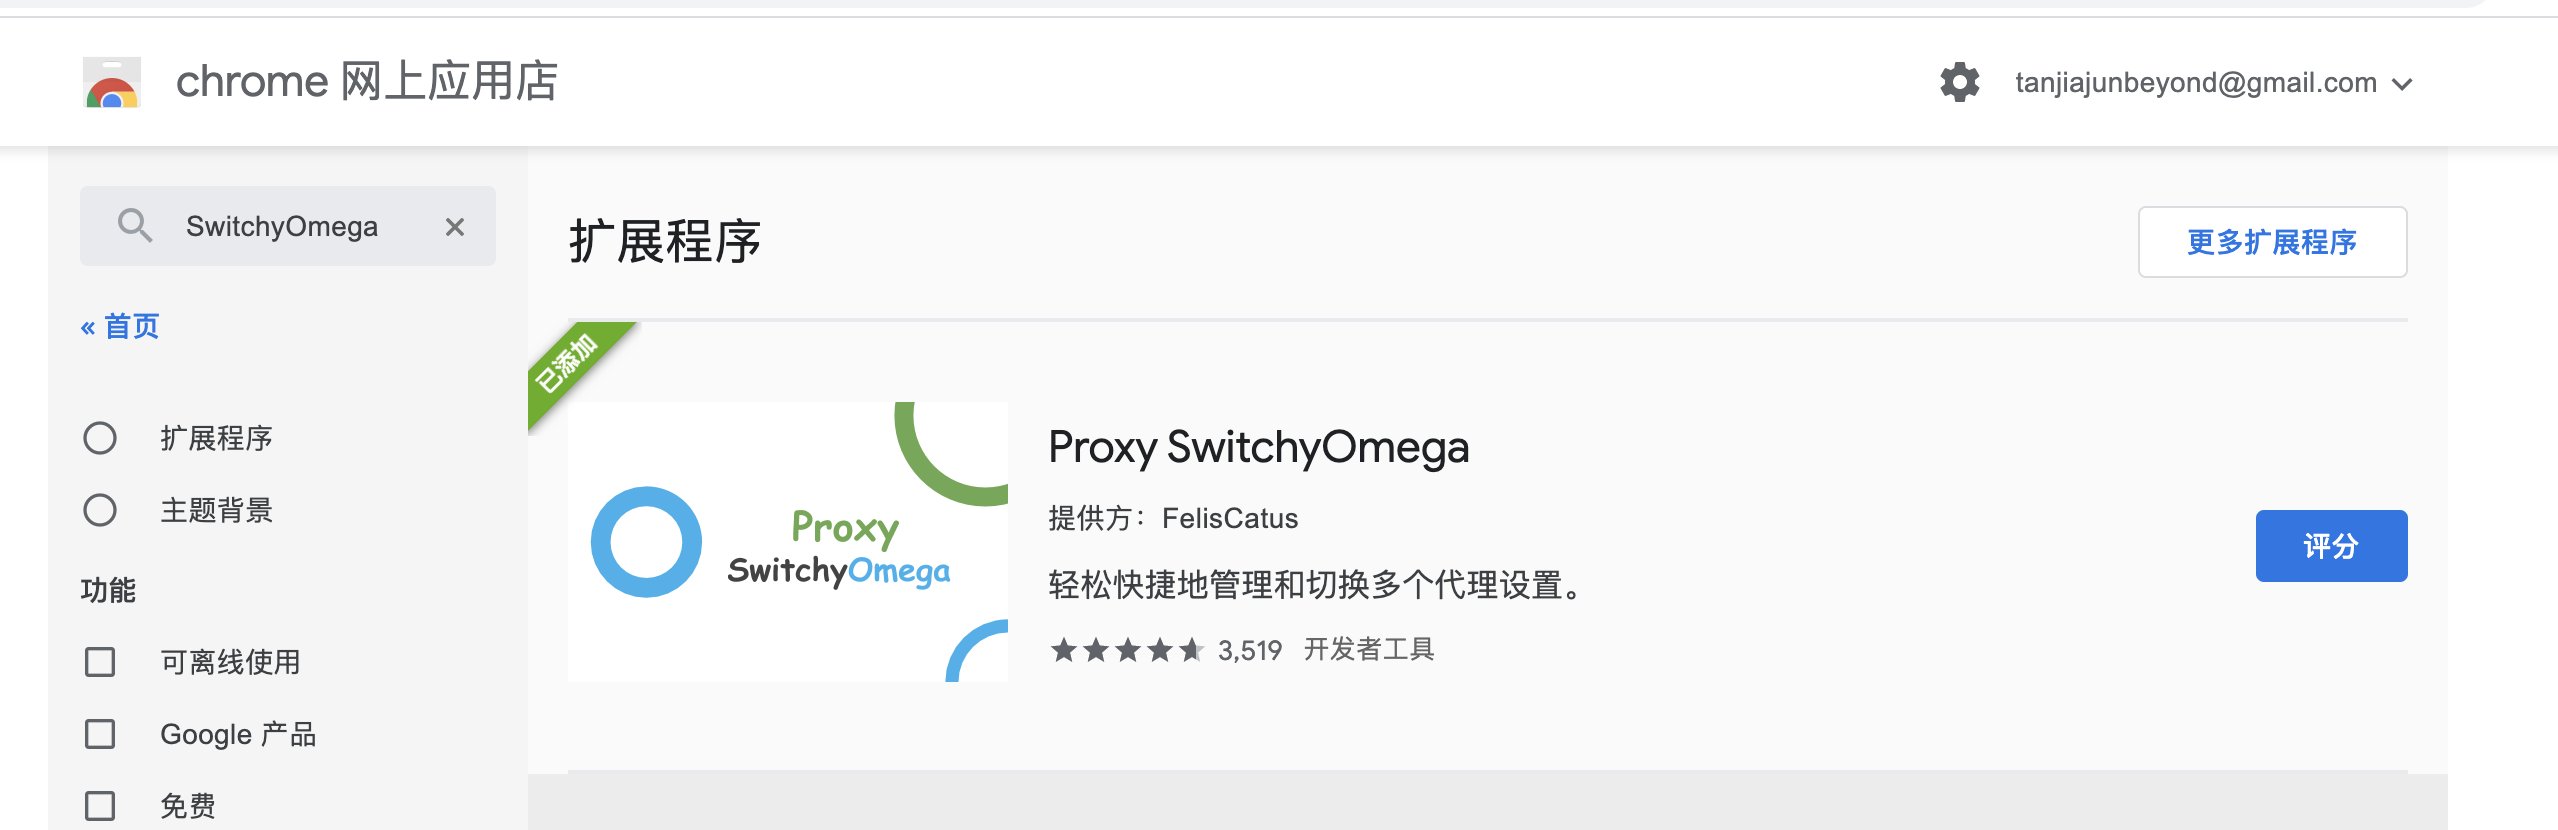 chrome 网上应用店
tanjiajunbeyond@gmail.com
SwitchyOmega
« 首页
扩展程序
主题背景
功能
可离线使用
Google 产品
免费
扩展程序
更多扩展程序
已添加
Proxy
SwitchyOmega
Proxy SwitchyOmega
提供方：FelisCatus
轻松快捷地管理和切换多个代理设置。
3,519 开发者工具
评分